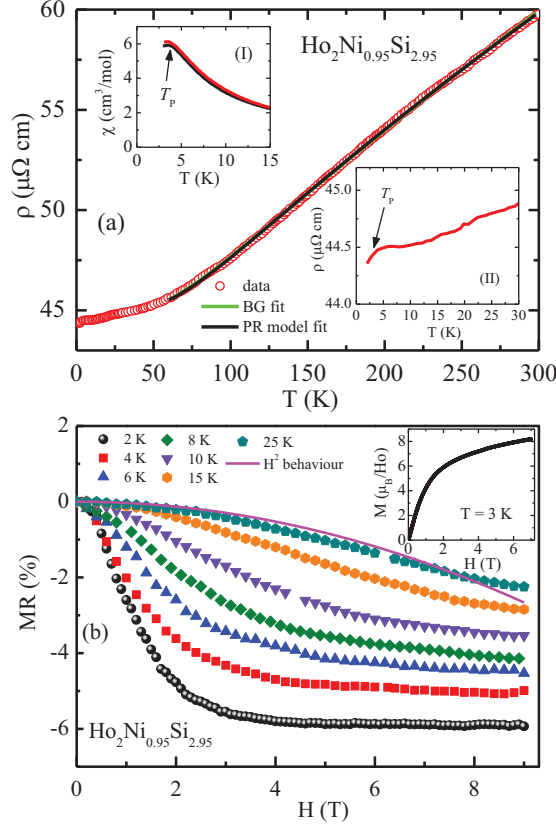 60
55
50
45
ρ (μΩ cm)
0 50 100 150 200 250 300
T (K)
(a)
Ho₂Ni₀.₉₅Si₂.₉₅
data
BG fit
PR model fit
6
4
2
0
χ (cm³/mol)
(I)
T_P
0 5 10 15
T (K)
45.0
44.5
44.0
ρ (μΩ cm)
T_P
(II)
0 5 10 15 20 25 30
T (K)
2
0
-2
-4
-6
MR (%)
2 K 8 K 25 K
4 K 10 K H² behaviour
6 K 15 K
8
6
4
2
0
M (μ_B/Ho)
T = 3 K
0 2 4 6
H (T)
(b)
Ho₂Ni₀.₉₅Si₂.₉₅
0 2 4 6 8
H (T)